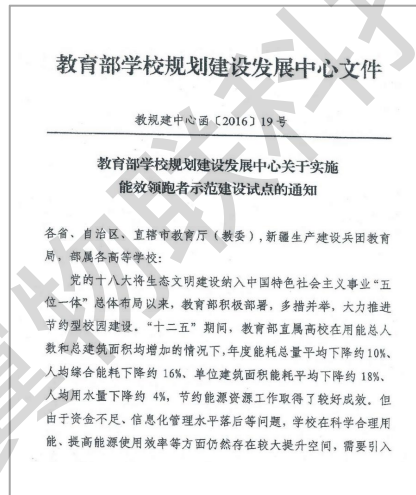 教育部学校规划建设发展中心文件
教规建中心函〔2016〕19号
教育部学校规划建设发展中心关于实施
能效领跑者示范建设试点的通知
各省、自治区、直辖市教育厅（教委），新疆生产建设兵团教育
局，部属各高等学校：
党的十八大将生态文明建设纳入中国特色社会主义事业“五
位一体”总体布局以来，教育部积极部署，多措并举，大力推进
节约型校园建设。“十二五”期间，教育部直属高校在用能总人
数和总建筑面积均增加的情况下，年度能耗总量平均下降约10%、
人均综合能耗下降约 16%、单位建筑面积能耗平均下降约 18%、
人均用水量下降约 4%，节约能源资源工作取得了较好成效。但
由于资金不足、信息化管理水平落后等问题，学校在科学合理用
能、提高能源使用效率等方面仍然存在较大提升空间，需要引入
物联科